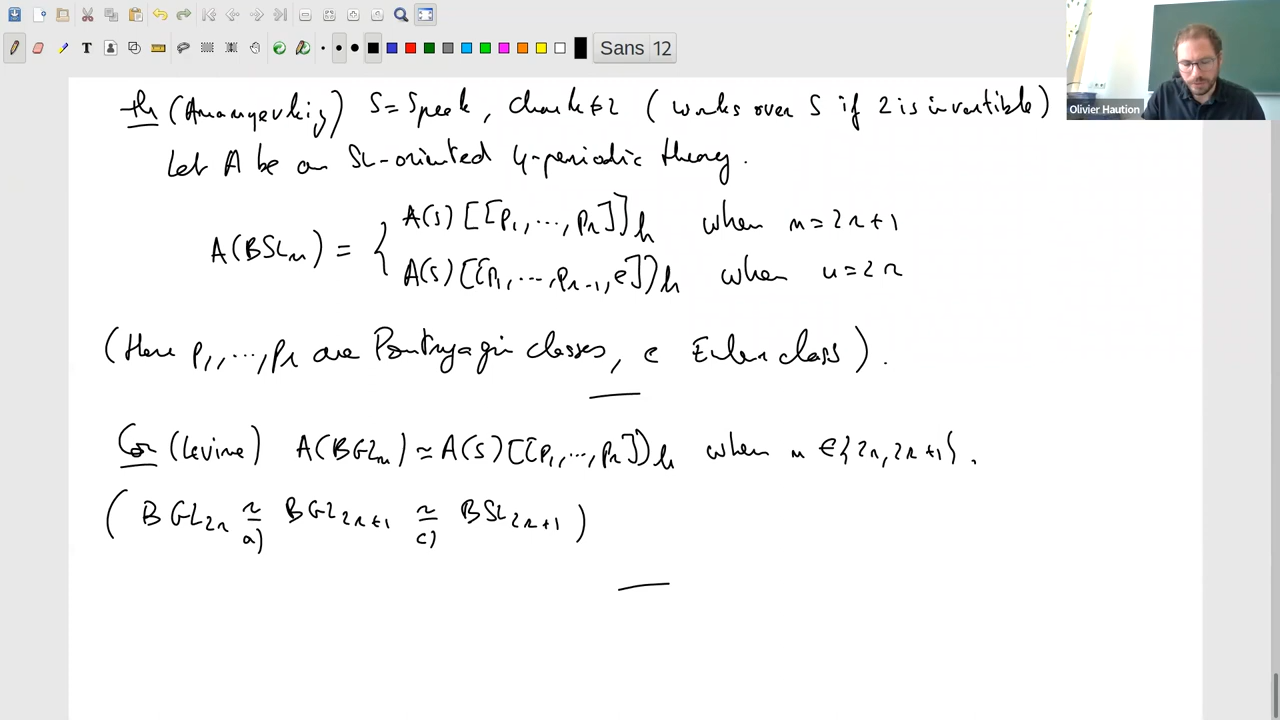 Sans 12
Olivier Haution
Th (Ananyevskiy) S = Spec k, char k ≠ 2 (works over S if 2 is invertible)
Let A be an SL-oriented η-periodic theory.
A(BSL_n) = { A(S)[[p_1, ..., p_r]]_h when n = 2r+1
A(S)[[p_1, ..., p_{r-1}, e]]_h when n = 2r
(Here p_1, ..., p_r are Pontryagin classes, e Euler class).
Cor (Levine) A(BGL_n) ≃ A(S)[[p_1, ..., p_r]]_h when n ∈ {2r, 2r+1}.
(BGL_{2r} ≃ BGL_{2r+1} ≃ BSL_{2r+1})
a) c)